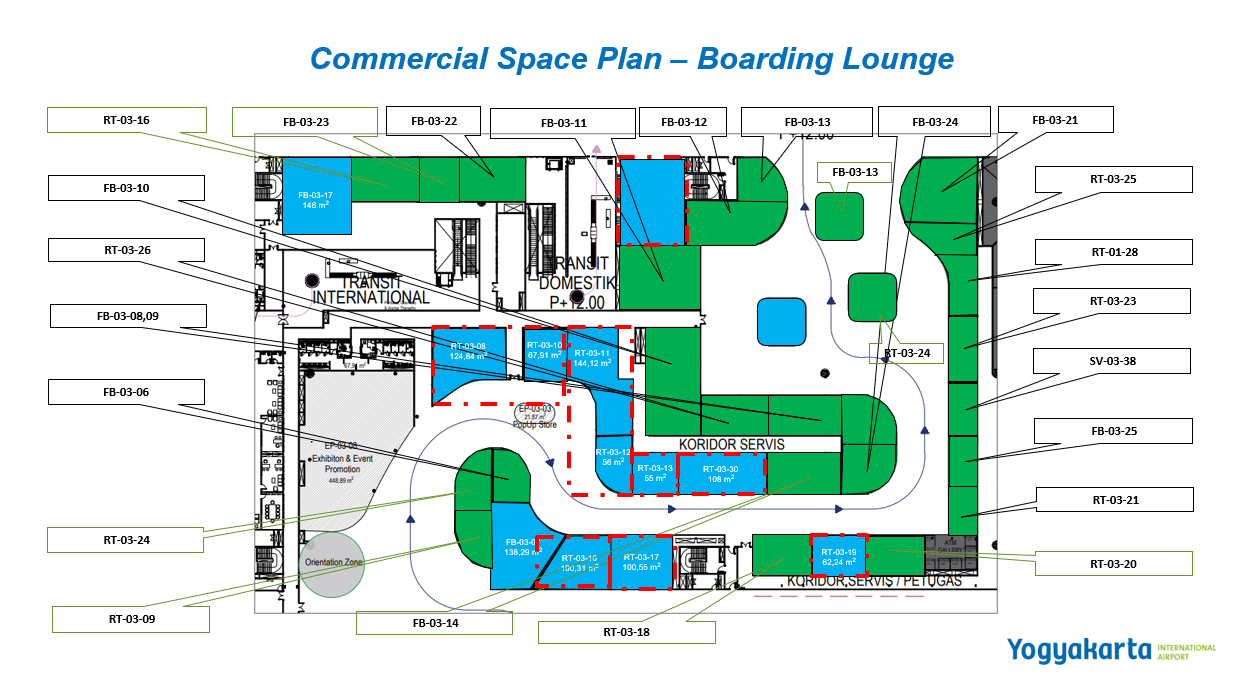 Commercial Space Plan – Boarding Lounge
RT-03-16
FB-03-23
FB-03-22
FB-03-11
FB-03-12
FB-03-13
FB-03-24
FB-03-21
P+12.00
FB-03-10
FB-03-17
146 m²
FB-03-13
RT-03-25
RT-03-26
RT-01-28
TRANSIT
INTERNATIONAL
TRANSIT
DOMESTIK
P+12.00
RT-03-23
FB-03-08,09
RT-03-08
124,84 m²
RT-03-10
67,91 m²
RT-03-11
144,12 m²
RT-03-24
SV-03-38
67,91 m²
FB-03-06
EP-03-03
21,87 m²
PopUp Store
FB-03-25
EP-03-08
Exhibiton & Event
Promotion
448,89 m²
KORIDOR SERVIS
RT-03-12
56 m²
RT-03-13
55 m²
RT-03-30
108 m²
RT-03-21
RT-03-24
FB-03-0
138,29 m²
RT-03-16
100,31 m²
RT-03-17
100,55 m²
RT-03-19
62,24 m²
ATM
GALLERY
Orientation Zone
RT-03-20
KORIDOR SERVIS / PETUGAS
RT-03-09
FB-03-14
RT-03-18
Yogyakarta INTERNATIONAL
AIRPORT